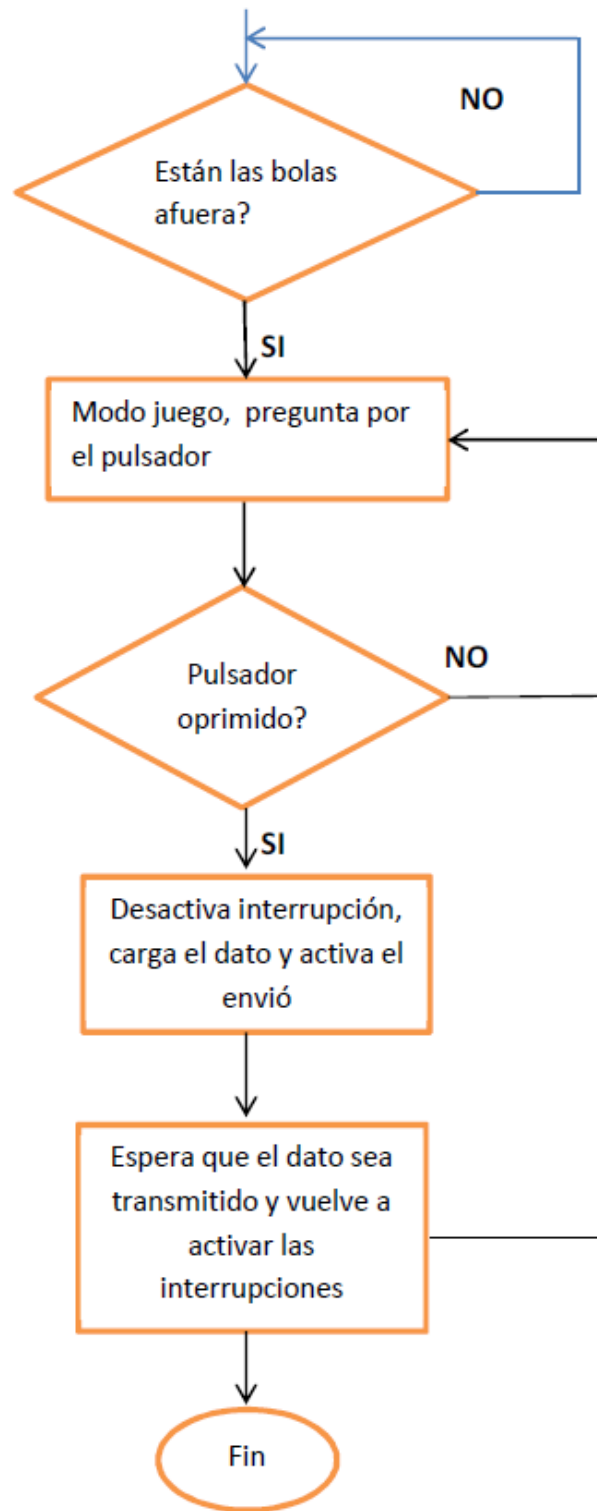 NO
Están las bolas
afuera?
SI
Modo juego, pregunta por
el pulsador
NO
Pulsador
oprimido?
SI
Desactiva interrupción,
carga el dato y activa el
envió
Espera que el dato sea
transmitido y vuelve a
activar las
interrupciones
Fin